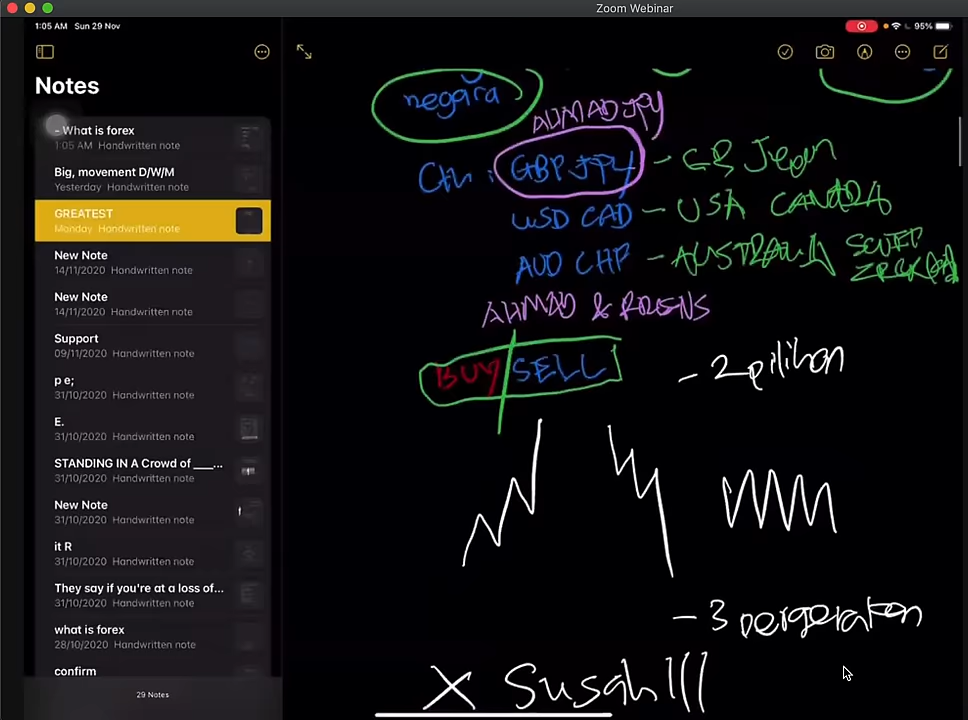 Zoom Webinar
1:05 AM Sun 29 Nov
95%
Notes
- What is forex
1:05 AM Handwritten note
Big, movement D/W/M
Yesterday Handwritten note
GREATEST
Monday Handwritten note
New Note
14/11/2020 Handwritten note
New Note
14/11/2020 Handwritten note
Support
09/11/2020 Handwritten note
p e;
31/10/2020 Handwritten note
E.
31/10/2020 Handwritten note
STANDING IN A Crowd of ___...
31/10/2020 Handwritten note
New Note
31/10/2020 Handwritten note
it R
31/10/2020 Handwritten note
They say if you're at a loss of...
31/10/2020 Handwritten note
what is forex
28/10/2020 Handwritten note
confirm
29 Notes
negara
AHMAD JPY
Cth : GBP JPY - GB Jepun
USD CAD - USA CANADA
AUD CHF - AUSTRALIA
AHMAD &
BUY SELL - 2 pilihan
- 3 pergerakan
X Susah !!!